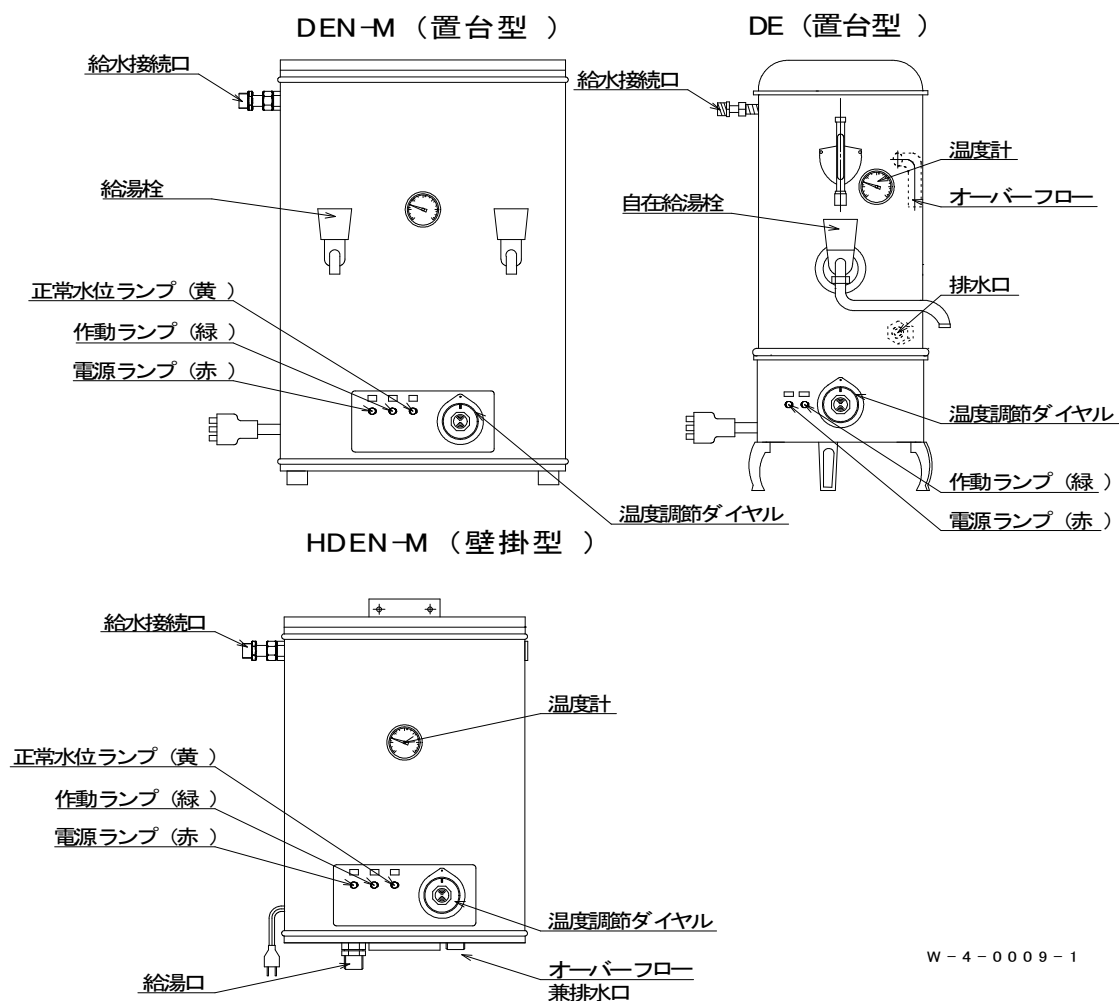 DEN-M（置台型）
給水接続口
給湯栓
正常水位ランプ（黄）
作動ランプ（緑）
電源ランプ（赤）
温度調節ダイヤル
DE（置台型）
給水接続口
温度計
オーバーフロー
自在給湯栓
排水口
温度調節ダイヤル
作動ランプ（緑）
電源ランプ（赤）
HDEN-M（壁掛型）
給水接続口
温度計
正常水位ランプ（黄）
作動ランプ（緑）
電源ランプ（赤）
温度調節ダイヤル
給湯口
オーバーフロー
兼排水口
W-4-0009-1